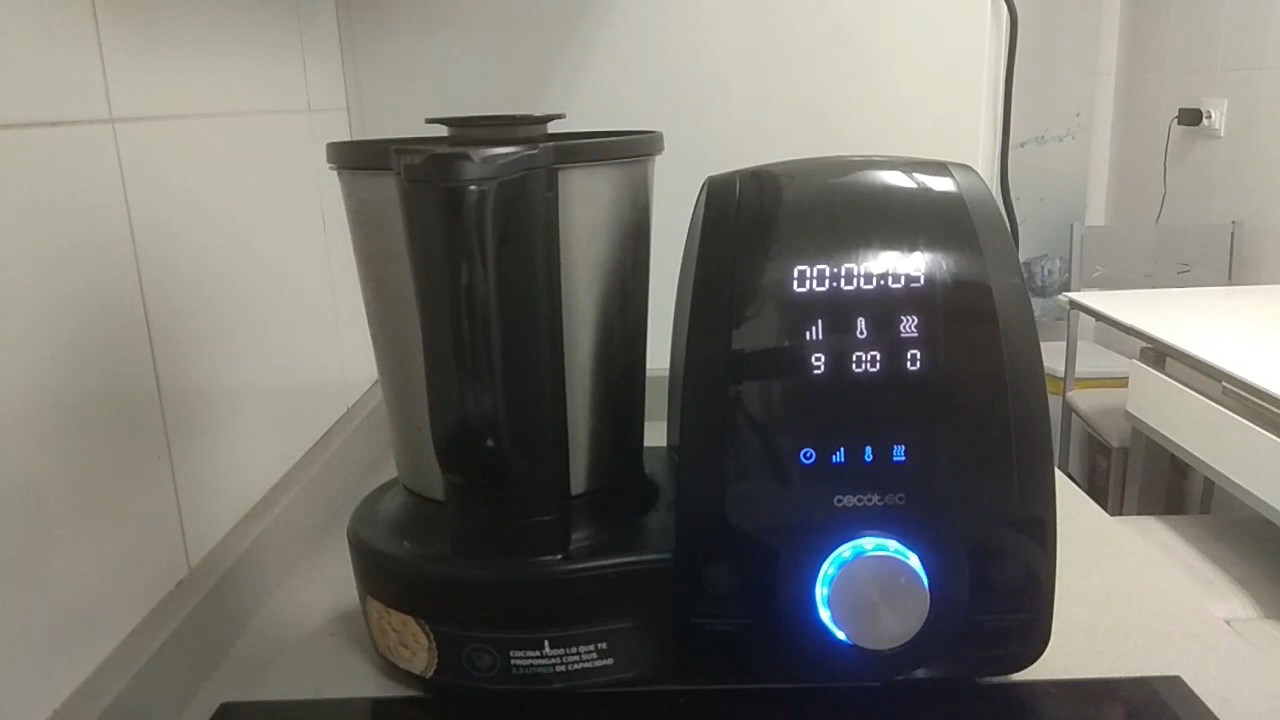 00:00:09
9 00 0
cecotec
COCINA TODO LO QUE TE
PROPONGAS CON SUS
3.3 LITROS DE CAPACIDAD